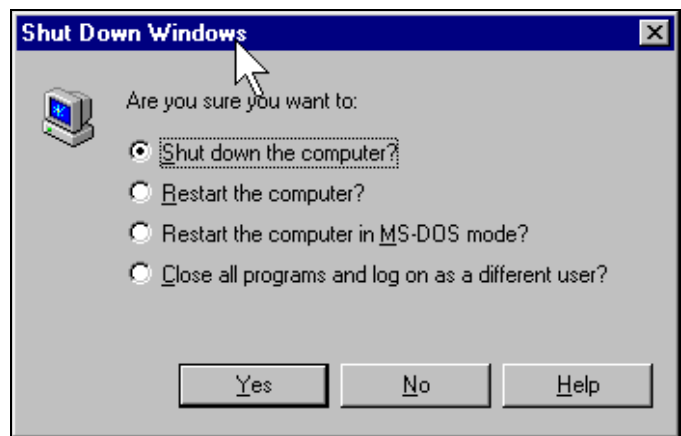 Shut Down Windows
Are you sure you want to:
Shut down the computer?
Restart the computer?
Restart the computer in MS-DOS mode?
Close all programs and log on as a different user?
Yes No Help